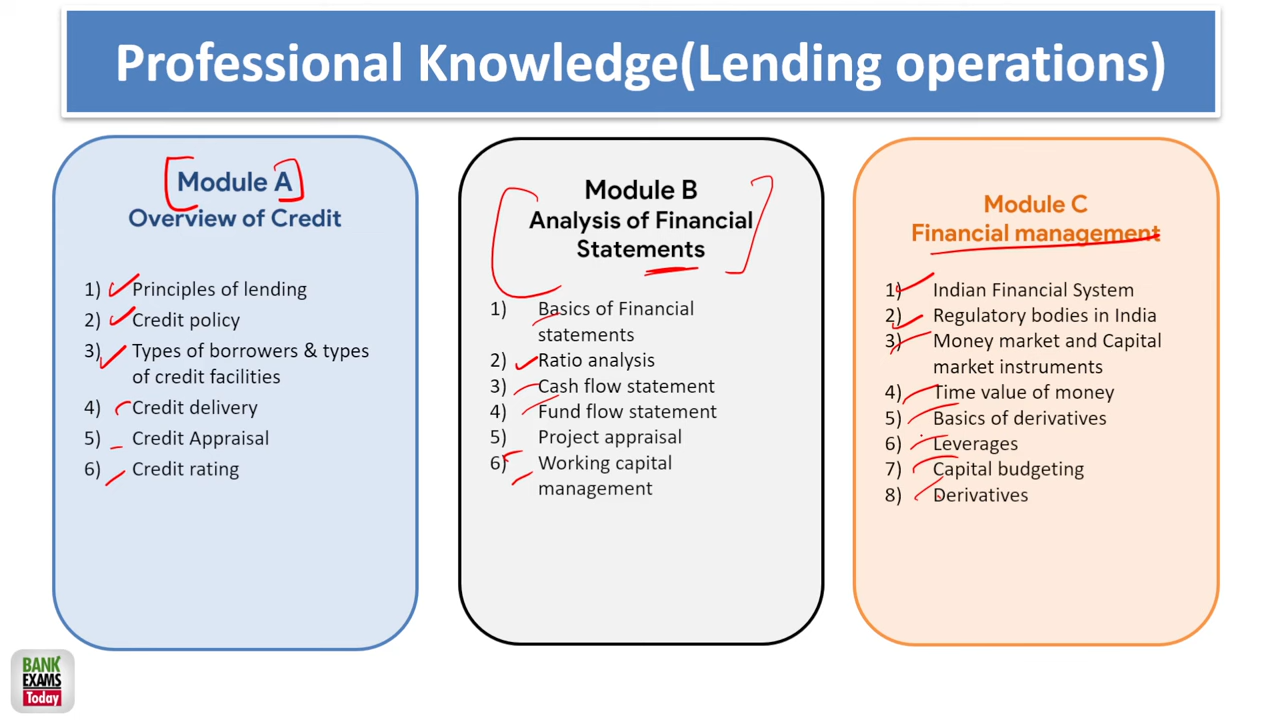 Professional Knowledge(Lending operations)
Module A
Overview of Credit
1) Principles of lending
2) Credit policy
3) Types of borrowers & types
of credit facilities
4) Credit delivery
5) Credit Appraisal
6) Credit rating
Module B
Analysis of Financial
Statements
1) Basics of Financial
statements
2) Ratio analysis
3) Cash flow statement
4) Fund flow statement
5) Project appraisal
6) Working capital
management
Module C
Financial management
1) Indian Financial System
2) Regulatory bodies in India
3) Money market and Capital
market instruments
4) Time value of money
5) Basics of derivatives
6) Leverages
7) Capital budgeting
8) Derivatives
BANK
EXAMS
Today